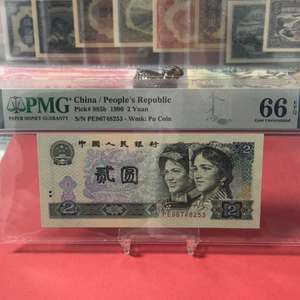 PMG
PAPER MONEY GUARANTY
China / People's Republic
Pick# 885b 1990 2 Yuan
S/N PE86748253 - Wmk: Pu Coin
66 EPQ
Gem Uncirculated
中国人民银行
贰圆
2
2
PE86748253